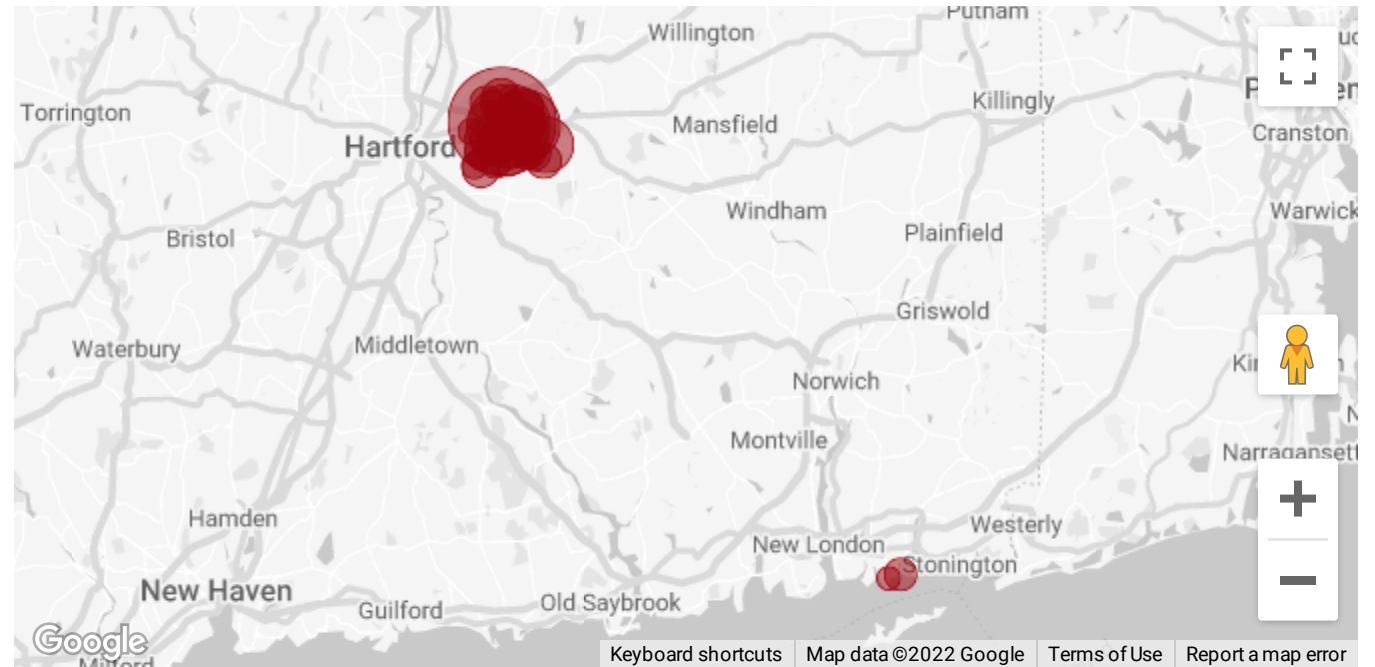 Putnam
Willington
Torrington
Killingly
Mansfield
Cranston
Hartford
Windham
Warwick
Bristol
Plainfield
Griswold
Waterbury
Middletown
Norwich
Montville
Narragansett
Hamden
Westerly
New London
Stonington
New Haven
Guilford
Old Saybrook
Google
Milford
Keyboard shortcuts
Map data ©2022 Google
Terms of Use
Report a map error